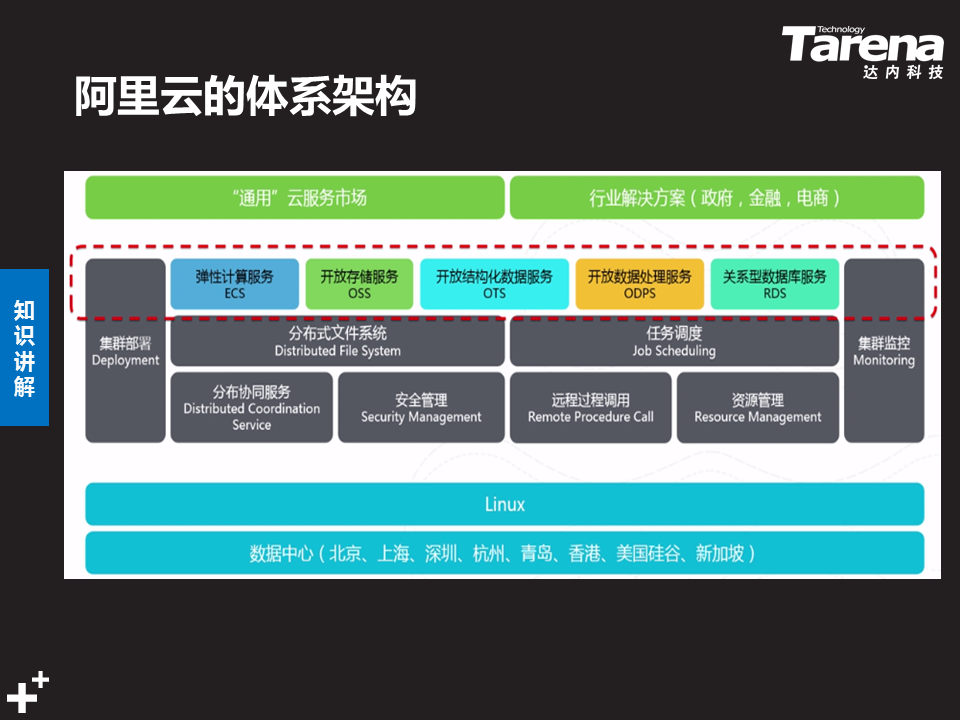 Technology
Tarena
达内科技
阿里云的体系架构
知识讲解
“通用”云服务市场
行业解决方案(政府,金融,电商)
弹性计算服务
ECS
开放存储服务
OSS
开放结构化数据服务
OTS
开放数据处理服务
ODPS
关系型数据库服务
RDS
集群部署
Deployment
分布式文件系统
Distributed File System
任务调度
Job Scheduling
集群监控
Monitoring
分布协同服务
Distributed Coordination
Service
安全管理
Security Management
远程过程调用
Remote Procedure Call
资源管理
Resource Management
Linux
数据中心(北京、上海、深圳、杭州、青岛、香港、美国硅谷、新加坡)